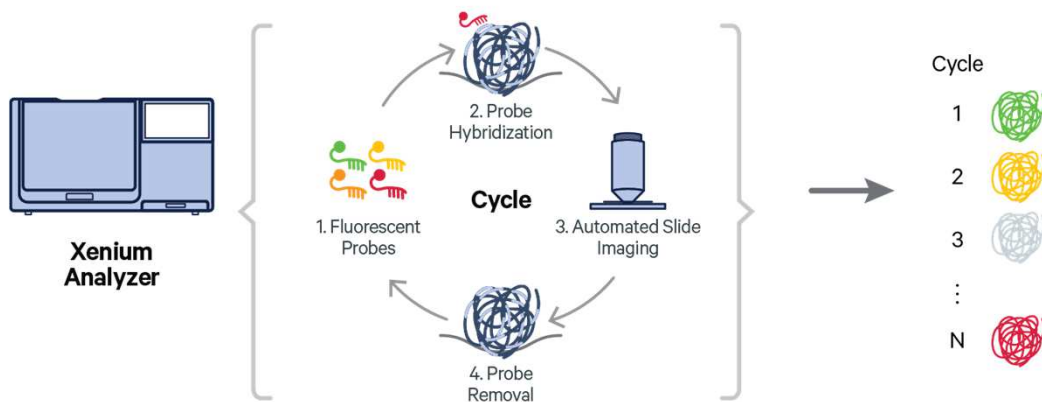 Xenium
Analyzer
1. Fluorescent
Probes
2. Probe
Hybridization
Cycle
3. Automated Slide
Imaging
4. Probe
Removal
Cycle
1
2
3
⋮
N